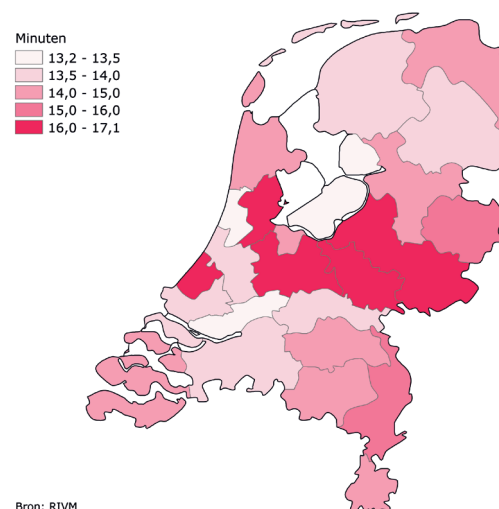 Minuten
13,2 - 13,5
13,5 - 14,0
14,0 - 15,0
15,0 - 16,0
16,0 - 17,1
Bron: RIVM